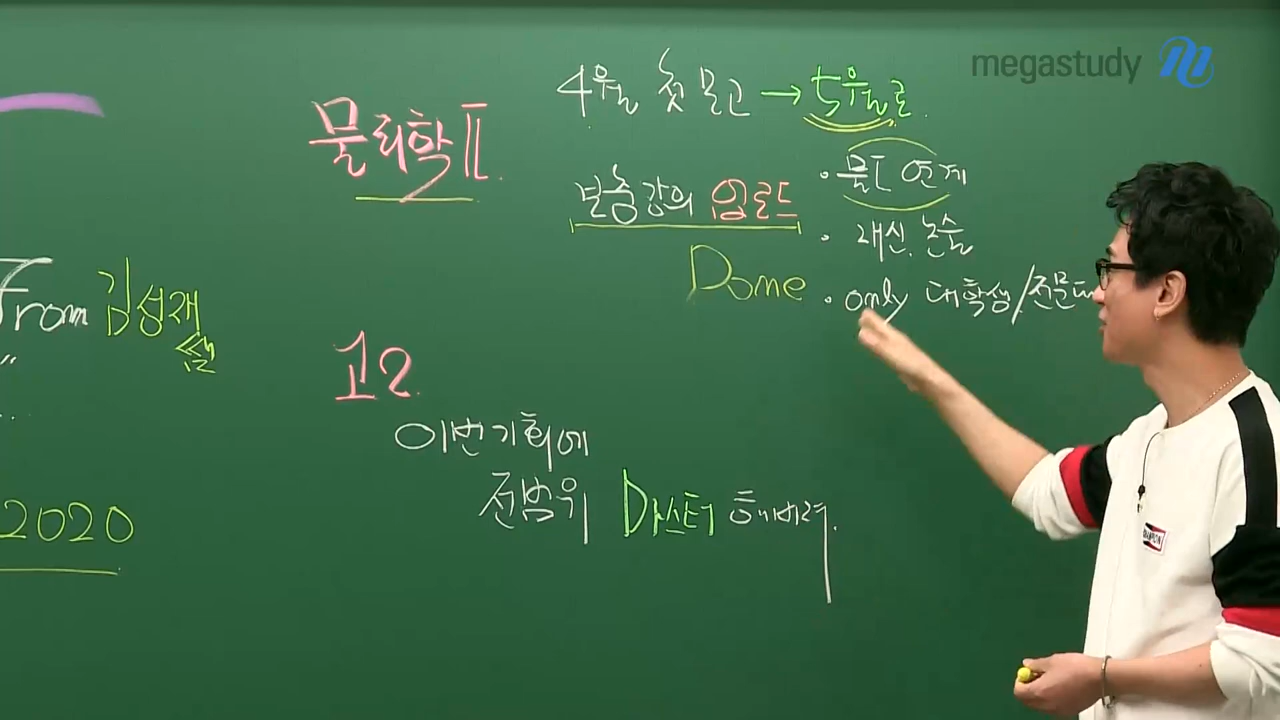 megastudy
From 김성재
쌤
2020
물리학Ⅱ.
4월 첫 모고 → 5월로.
보충강의 업로드
Dome
• 물Ⅰ 연계
• 내신. 논술
• only 대학생/전문대
고2.
이번기회에
전범위 마스터 해버려.
CHAMPION